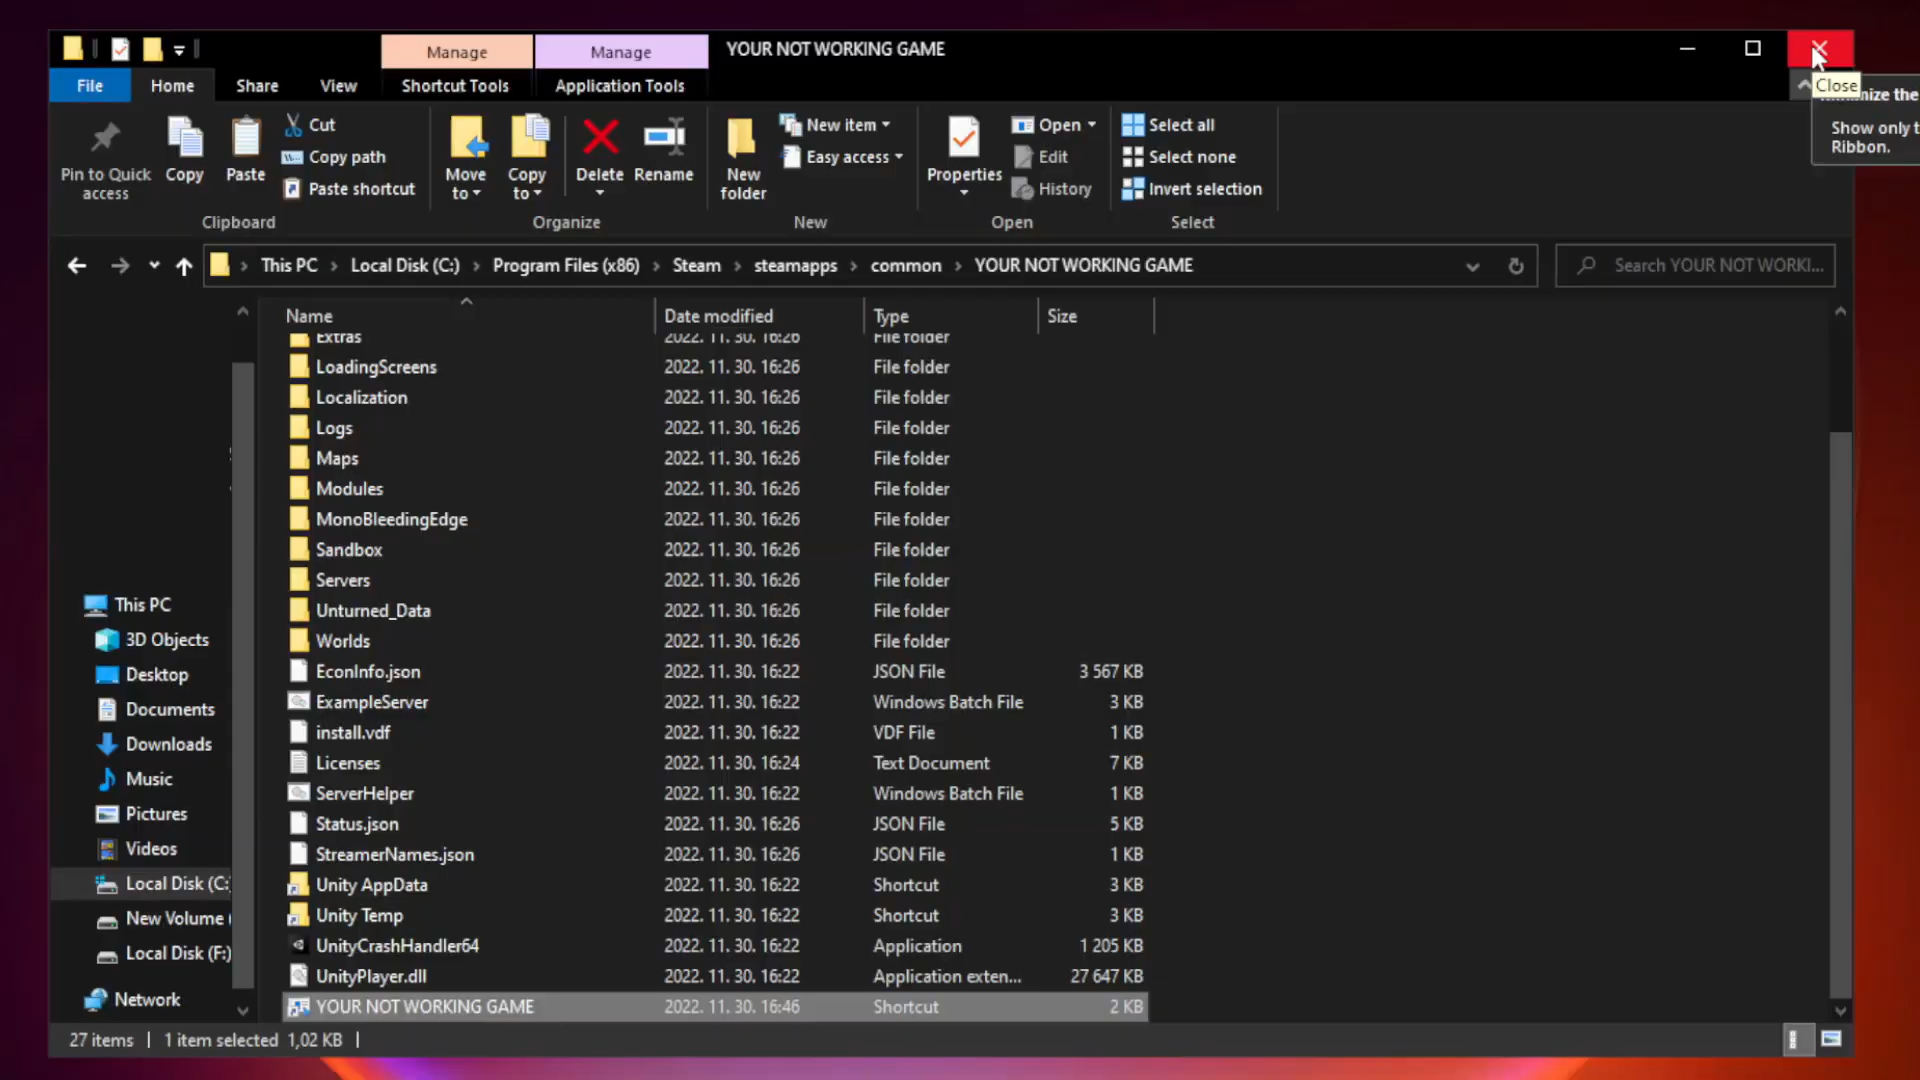 Manage
Manage
YOUR NOT WORKING GAME
Close
File
Home
Share
View
Shortcut Tools
Application Tools
Show only t
Ribbon.
Pin to Quick
access
Copy
Paste
Cut
Copy path
Paste shortcut
Clipboard
Move
to
Copy
to
Delete
Rename
Organize
New
folder
New item
Easy access
New
Properties
Open
Edit
History
Open
Select all
Select none
Invert selection
Select
This PC > Local Disk (C:) > Program Files (x86) > Steam > steamapps > common > YOUR NOT WORKING GAME
Search YOUR NOT WORKI...
Name Date modified Type Size
Extras 2022. 11. 30. 16:26 File folder
LoadingScreens 2022. 11. 30. 16:26 File folder
Localization 2022. 11. 30. 16:26 File folder
Logs 2022. 11. 30. 16:26 File folder
Maps 2022. 11. 30. 16:26 File folder
Modules 2022. 11. 30. 16:26 File folder
MonoBleedingEdge 2022. 11. 30. 16:26 File folder
Sandbox 2022. 11. 30. 16:26 File folder
Servers 2022. 11. 30. 16:26 File folder
Unturned_Data 2022. 11. 30. 16:26 File folder
Worlds 2022. 11. 30. 16:26 File folder
EconInfo.json 2022. 11. 30. 16:22 JSON File 3 567 KB
ExampleServer 2022. 11. 30. 16:22 Windows Batch File 3 KB
install.vdf 2022. 11. 30. 16:22 VDF File 1 KB
Licenses 2022. 11. 30. 16:24 Text Document 7 KB
ServerHelper 2022. 11. 30. 16:22 Windows Batch File 1 KB
Status.json 2022. 11. 30. 16:26 JSON File 5 KB
StreamerNames.json 2022. 11. 30. 16:26 JSON File 1 KB
Unity AppData 2022. 11. 30. 16:22 Shortcut 3 KB
Unity Temp 2022. 11. 30. 16:22 Shortcut 3 KB
UnityCrashHandler64 2022. 11. 30. 16:22 Application 1 205 KB
UnityPlayer.dll 2022. 11. 30. 16:22 Application exten... 27 647 KB
YOUR NOT WORKING GAME 2022. 11. 30. 16:46 Shortcut 2 KB
This PC
3D Objects
Desktop
Documents
Downloads
Music
Pictures
Videos
Local Disk (C:
New Volume (
Local Disk (F:)
Network
27 items 1 item selected 1,02 KB